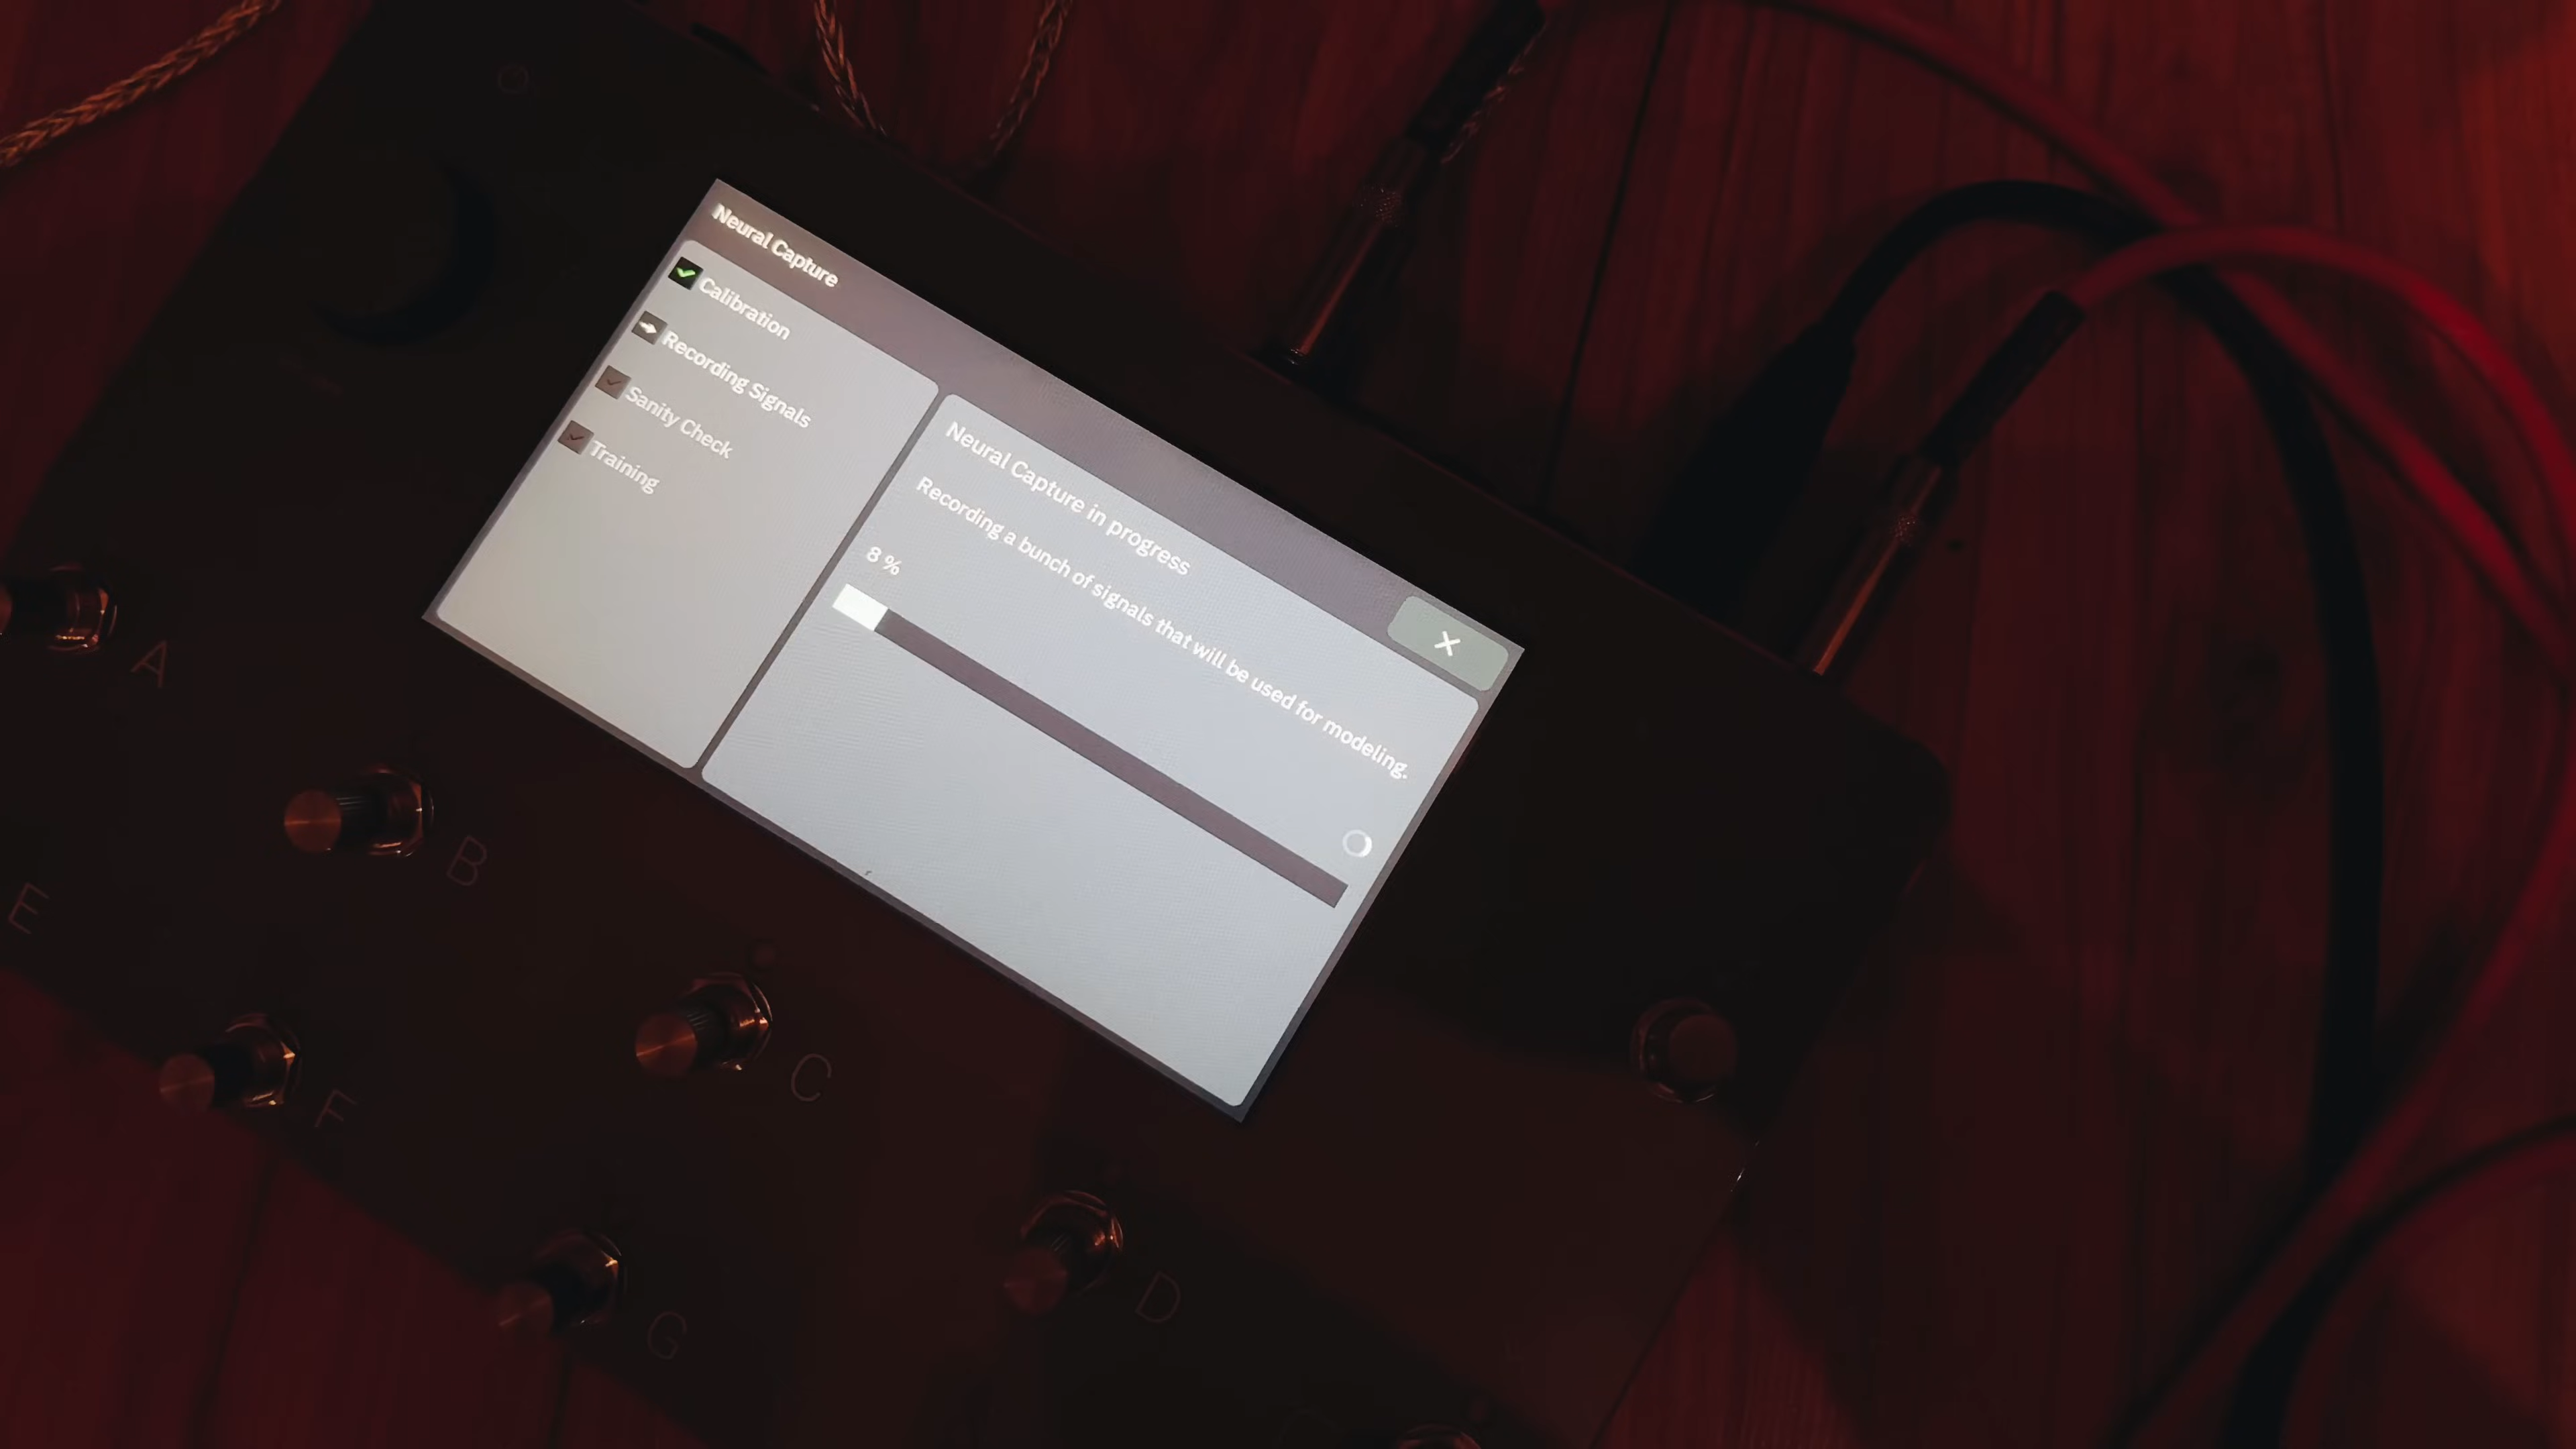 Neural Capture
Calibration
Recording Signals
Sanity Check
Training
Neural Capture in progress
Recording a bunch of signals that will be used for modeling.
8 %
A
B
C
D
E
F
G